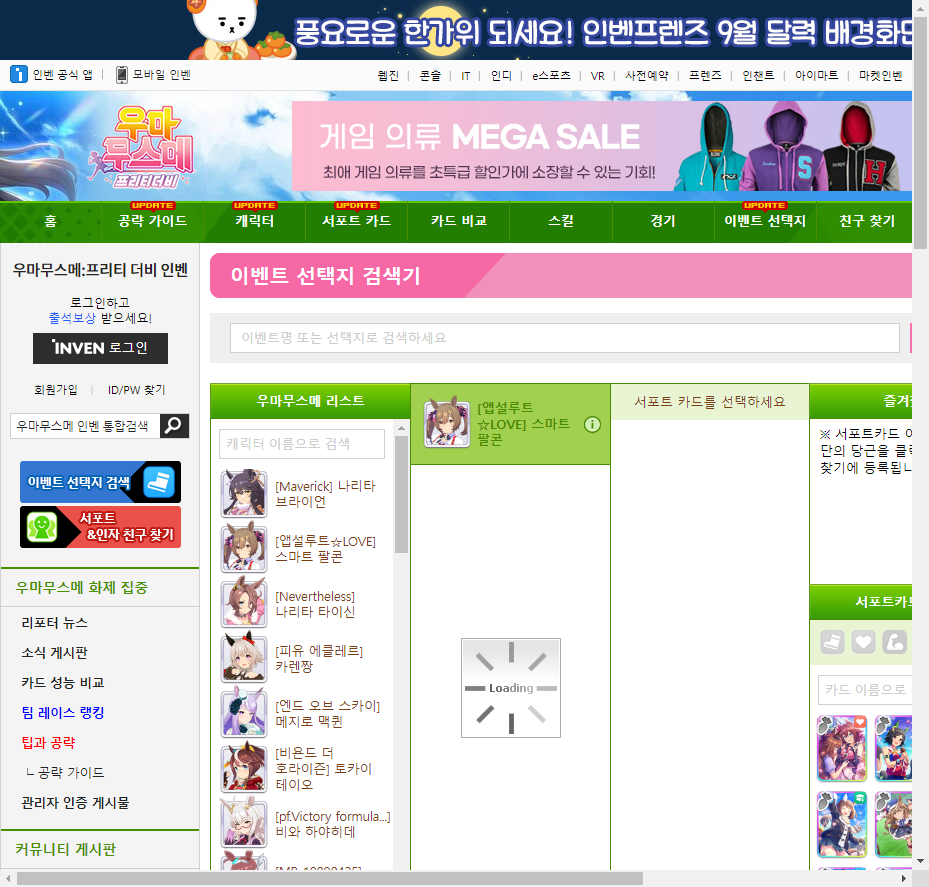 풍요로운 한가위 되세요! 인벤프렌즈 9월 달력 배경화면
인벤 공식 앱 | 모바일 인벤
웹진 | 콘솔 | IT | 인디 | e스포츠 | VR | 사전예약 | 프렌즈 | 인챈트 | 아이마트 | 마켓인벤
우마
무스메
프리티더비
게임 의류 MEGA SALE
최애 게임 의류를 초특급 할인가에 소장할 수 있는 기회!!
S
H
UPDATE UPDATE UPDATE UPDATE
홈 공략 가이드 캐릭터 서포트 카드 카드 비교 스킬 경기 이벤트 선택지 친구 찾기
우마무스메:프리티 더비 인벤
로그인하고
출석보상 받으세요!
INVEN 로그인
회원가입 | ID/PW 찾기
우마무스메 인벤 통합검색
이벤트 선택지 검색
서포트
&인자 친구 찾기
우마무스메 화제 집중
리포터 뉴스
소식 게시판
카드 성능 비교
팀 레이스 랭킹
팁과 공략
└ 공략 가이드
관리자 인증 게시물
커뮤니티 게시판
이벤트 선택지 검색기
이벤트명 또는 선택지로 검색하세요
우마무스메 리스트
캐릭터 이름으로 검색
[Maverick] 나리타
브라이언
[앱설루트☆LOVE]
스마트 팔콘
[Nevertheless]
나리타 타이신
[피유 에클레르]
카렌짱
[엔드 오브 스카이]
메지로 맥퀸
[비욘드 더
호라이즌] 토카이
테이오
[pf.Victory formula...]
비와 하야히데
[앱설루트
☆LOVE] 스마트
팔콘
Loading
서포트 카드를 선택하세요
즐겨찾
※ 서포트카드 이
단의 당근을 클릭
찾기에 등록됩니
서포트카드
카드 이름으로